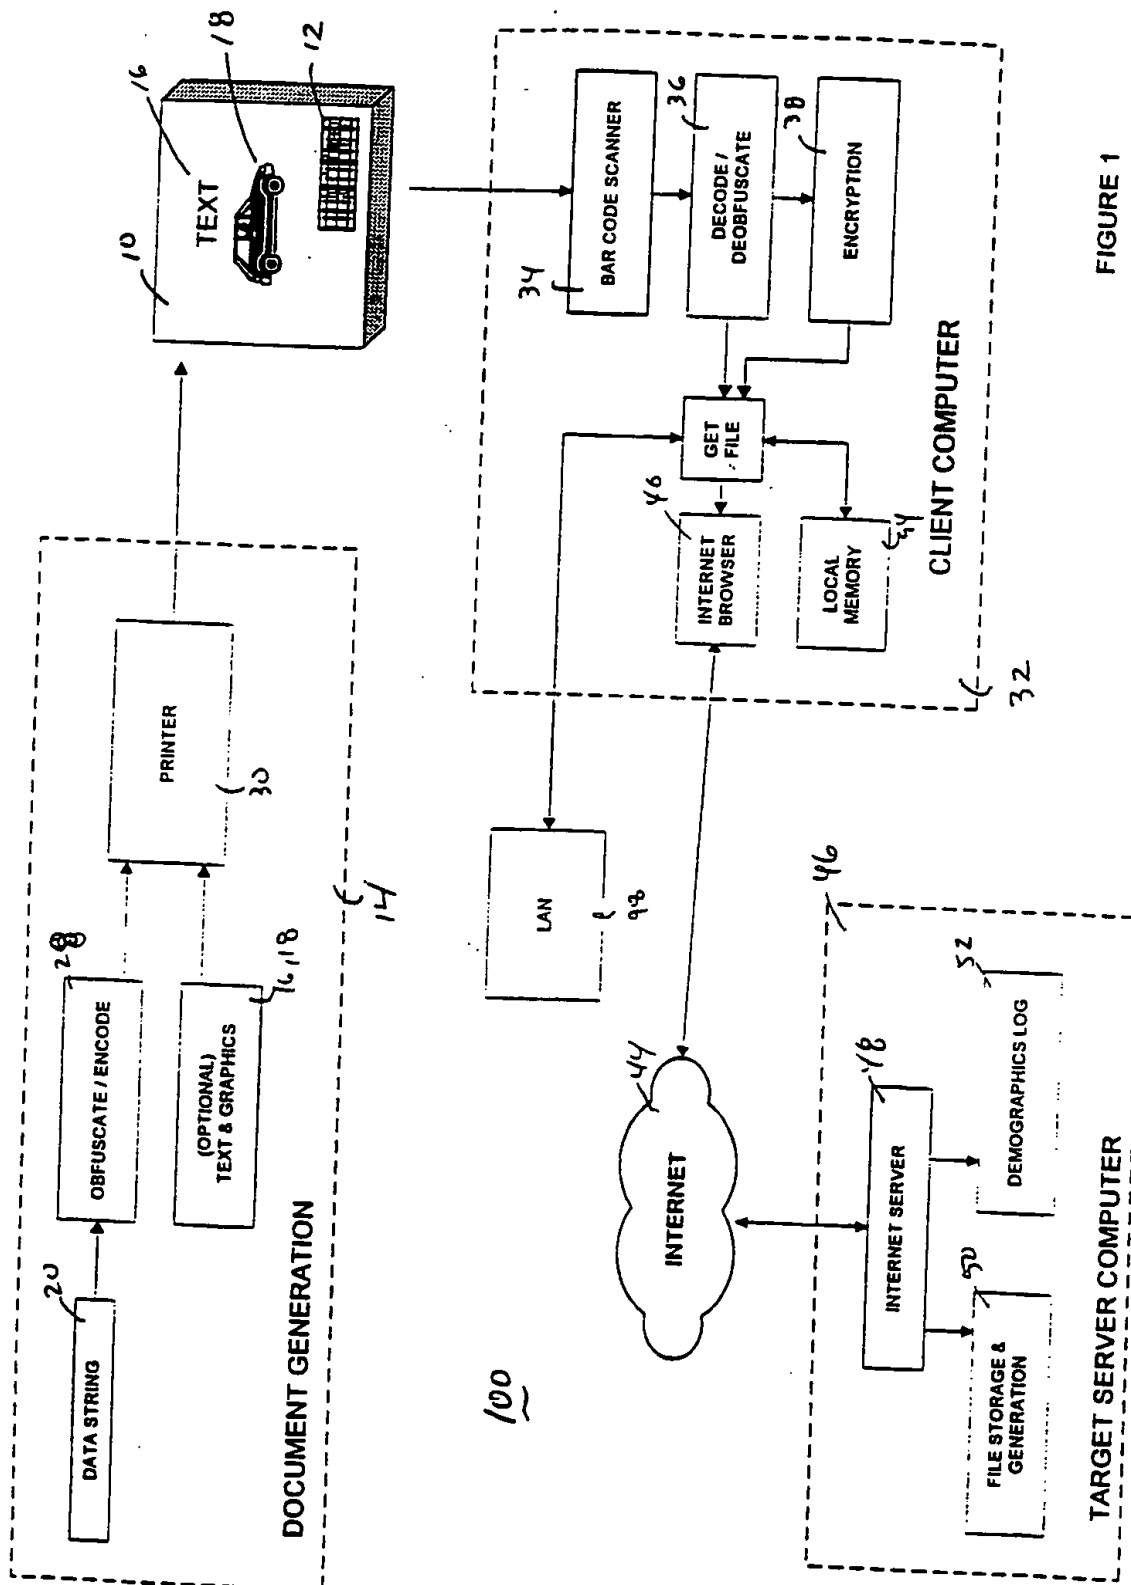 20
DATA STRING
28
OBFUSCATE / ENCODE
16,18
(OPTIONAL)
TEXT & GRAPHICS
PRINTER
30
14
DOCUMENT GENERATION
10
16
TEXT
18
12
34
BAR CODE SCANNER
36
DECODE /
DEOBFUSCATE
38
ENCRYPTION
GET
FILE
46
INTERNET
BROWSER
LOCAL
MEMORY
CLIENT COMPUTER
32
LAN
98
44
INTERNET
100
46
48
INTERNET SERVER
50
FILE STORAGE &
GENERATION
52
DEMOGRAPHICS LOG
TARGET SERVER COMPUTER
FIGURE 1